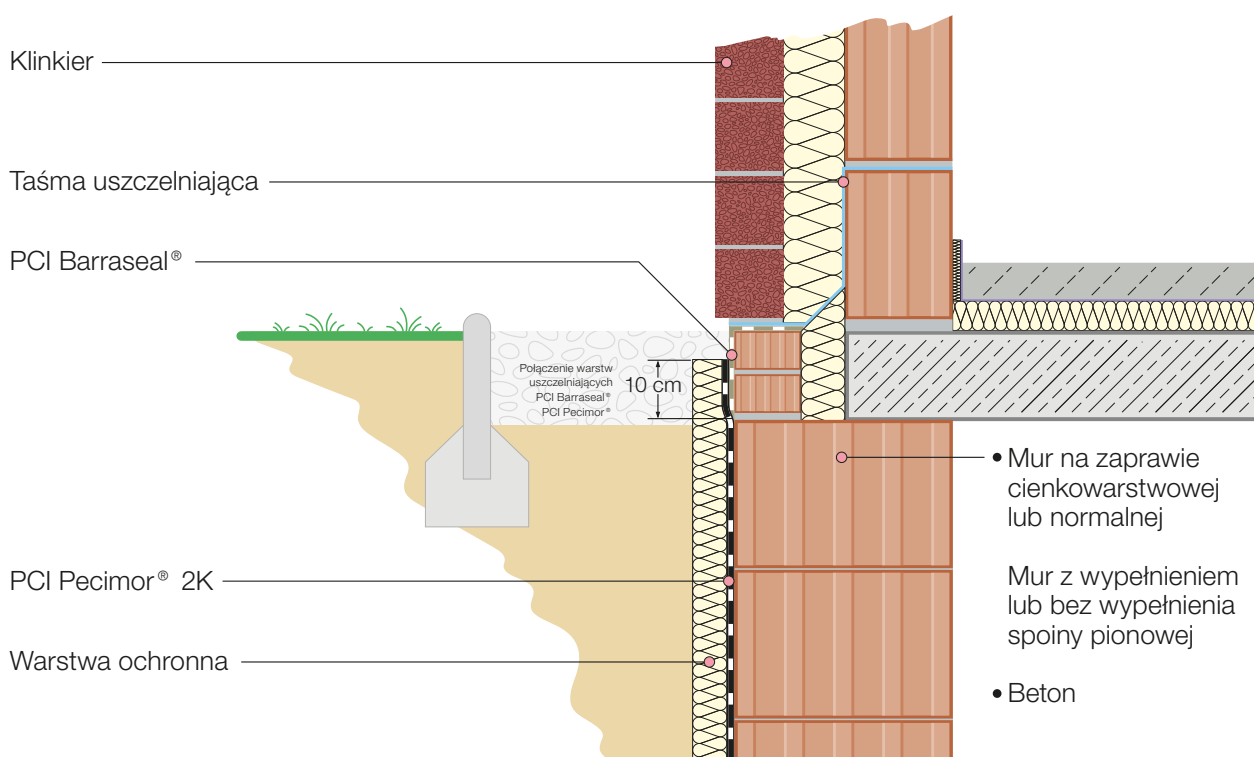 Klinkier
Taśma uszczelniająca
PCI Barraseal®
Połączenie warstw
uszczelniających
PCI Barraseal®
PCI Pecimor®
10 cm
PCI Pecimor® 2K
Warstwa ochronna
• Mur na zaprawie
cienkowarstwowej
lub normalnej
Mur z wypełnieniem
lub bez wypełnienia
spoiny pionowej
• Beton